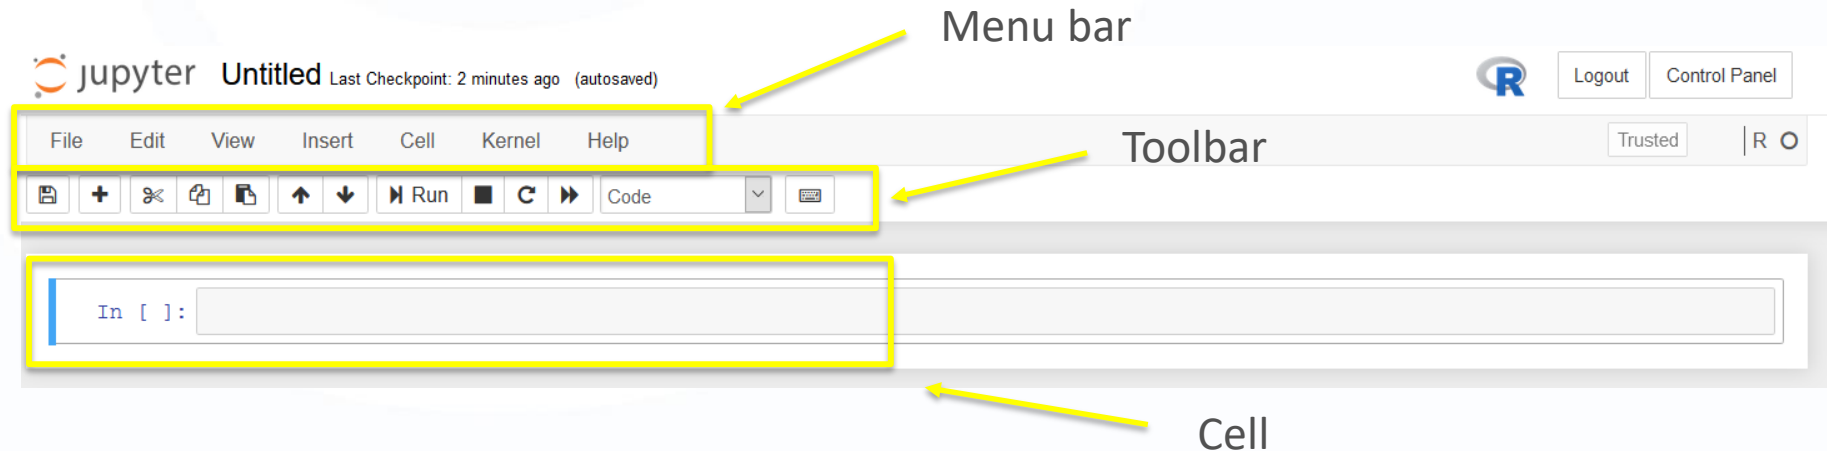 Menu bar
jupyter Untitled Last Checkpoint: 2 minutes ago (autosaved)
R Logout Control Panel
File Edit View Insert Cell Kernel Help
Toolbar
Trusted R
Run Code
In [ ]:
Cell